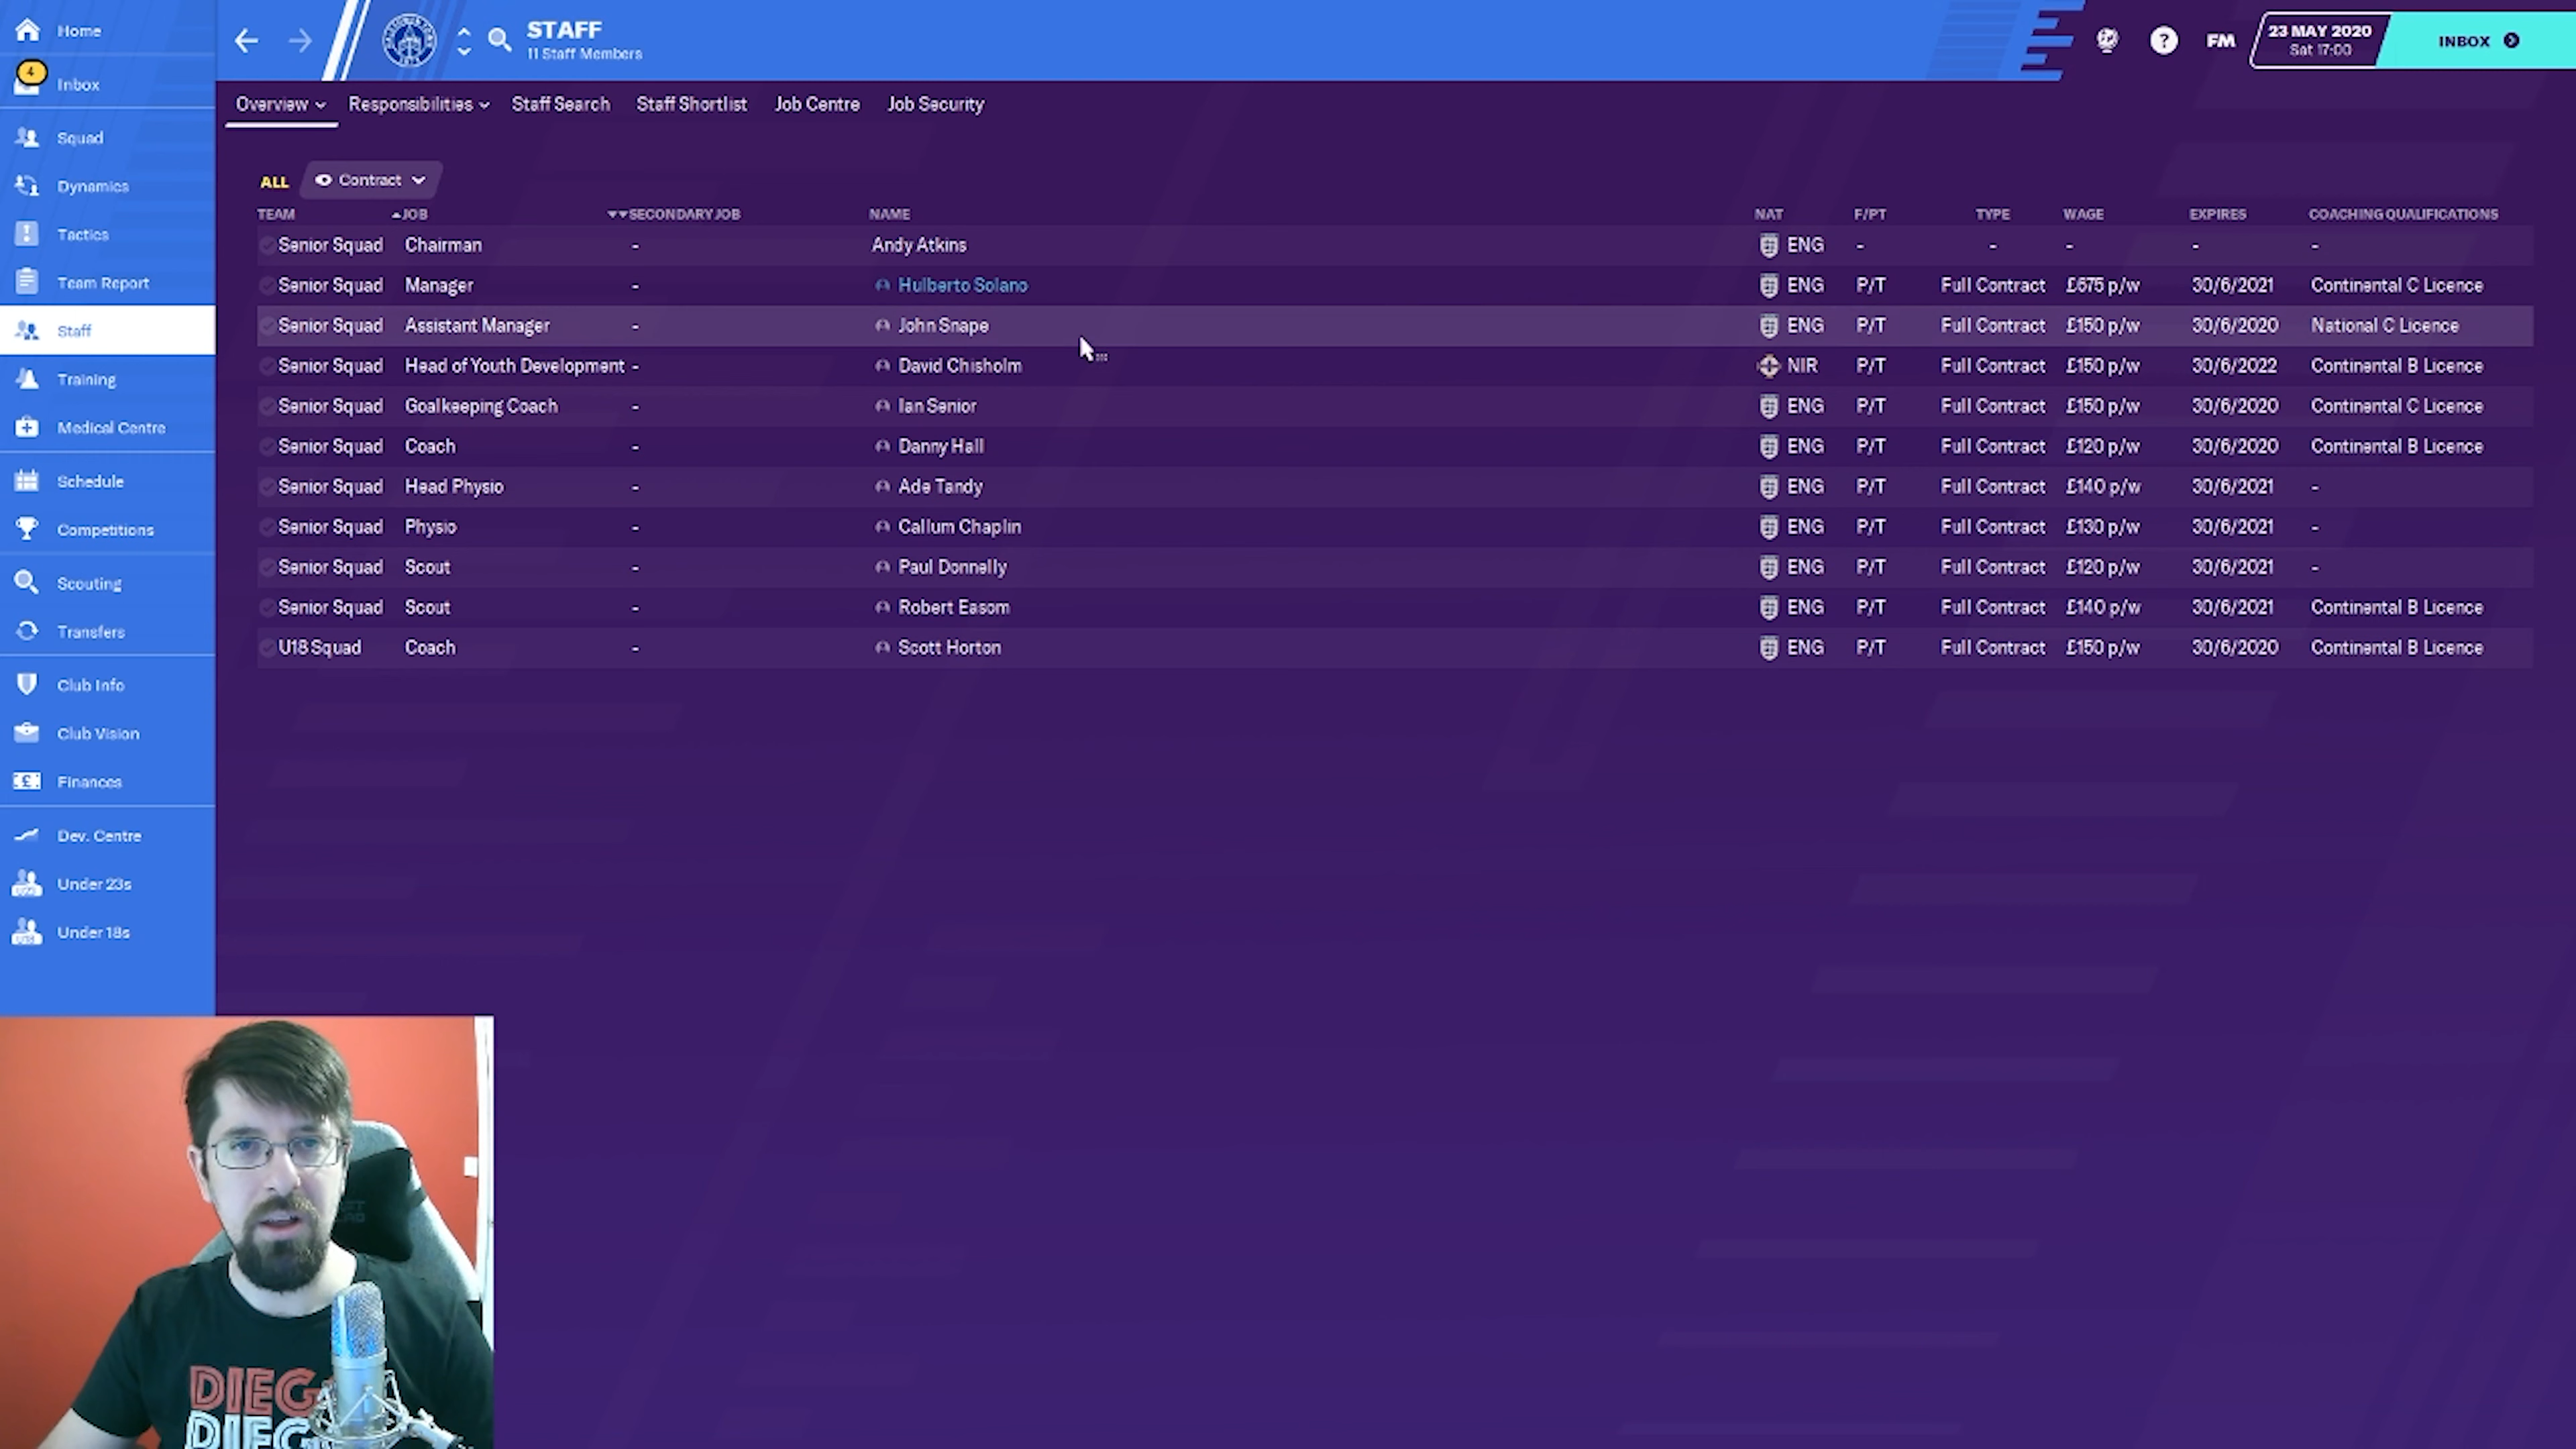 Home
4
Inbox
Squad
Dynamics
Tactics
Team Report
Staff
Training
Medical Centre
Schedule
Competitions
Scouting
Transfers
Club Info
Club Vision
Finances
Dev. Centre
Under 23s
Under 18s
STAFF
11 Staff Members
? FM 23 MAY 2020 INBOX
Sat 17:00
Overview Responsibilities Staff Search Staff Shortlist Job Centre Job Security
ALL Contract
TEAM JOB SECONDARY JOB NAME NAT F/PT TYPE WAGE EXPIRES COACHING QUALIFICATIONS
Senior Squad Chairman - Andy Atkins ENG - - - - -
Senior Squad Manager - Hulberto Solano ENG P/T Full Contract £675 p/w 30/6/2021 Continental C Licence
Senior Squad Assistant Manager - John Snape ENG P/T Full Contract £150 p/w 30/6/2020 National C Licence
Senior Squad Head of Youth Development - David Chisholm NIR P/T Full Contract £150 p/w 30/6/2022 Continental B Licence
Senior Squad Goalkeeping Coach - Ian Senior ENG P/T Full Contract £150 p/w 30/6/2020 Continental C Licence
Senior Squad Coach - Danny Hall ENG P/T Full Contract £120 p/w 30/6/2020 Continental B Licence
Senior Squad Head Physio - Ade Tandy ENG P/T Full Contract £140 p/w 30/6/2021 -
Senior Squad Physio - Callum Chaplin ENG P/T Full Contract £130 p/w 30/6/2021 -
Senior Squad Scout - Paul Donnelly ENG P/T Full Contract £120 p/w 30/6/2021 -
Senior Squad Scout - Robert Easom ENG P/T Full Contract £140 p/w 30/6/2021 Continental B Licence
U18 Squad Coach - Scott Horton ENG P/T Full Contract £150 p/w 30/6/2020 Continental B Licence
DIEG
DIEG